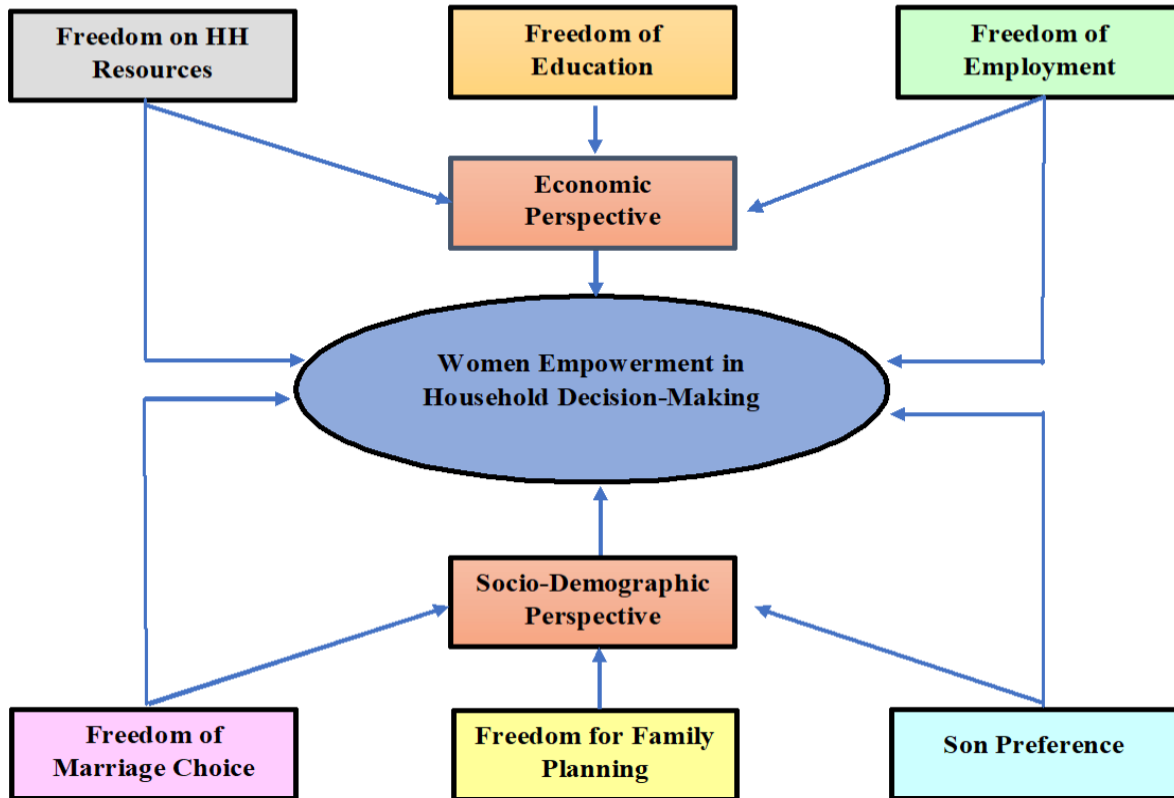 Freedom on HH
Resources
Freedom of
Education
Freedom of
Employment
Economic
Perspective
Women Empowerment in
Household Decision-Making
Socio-Demographic
Perspective
Freedom of
Marriage Choice
Freedom for Family
Planning
Son Preference